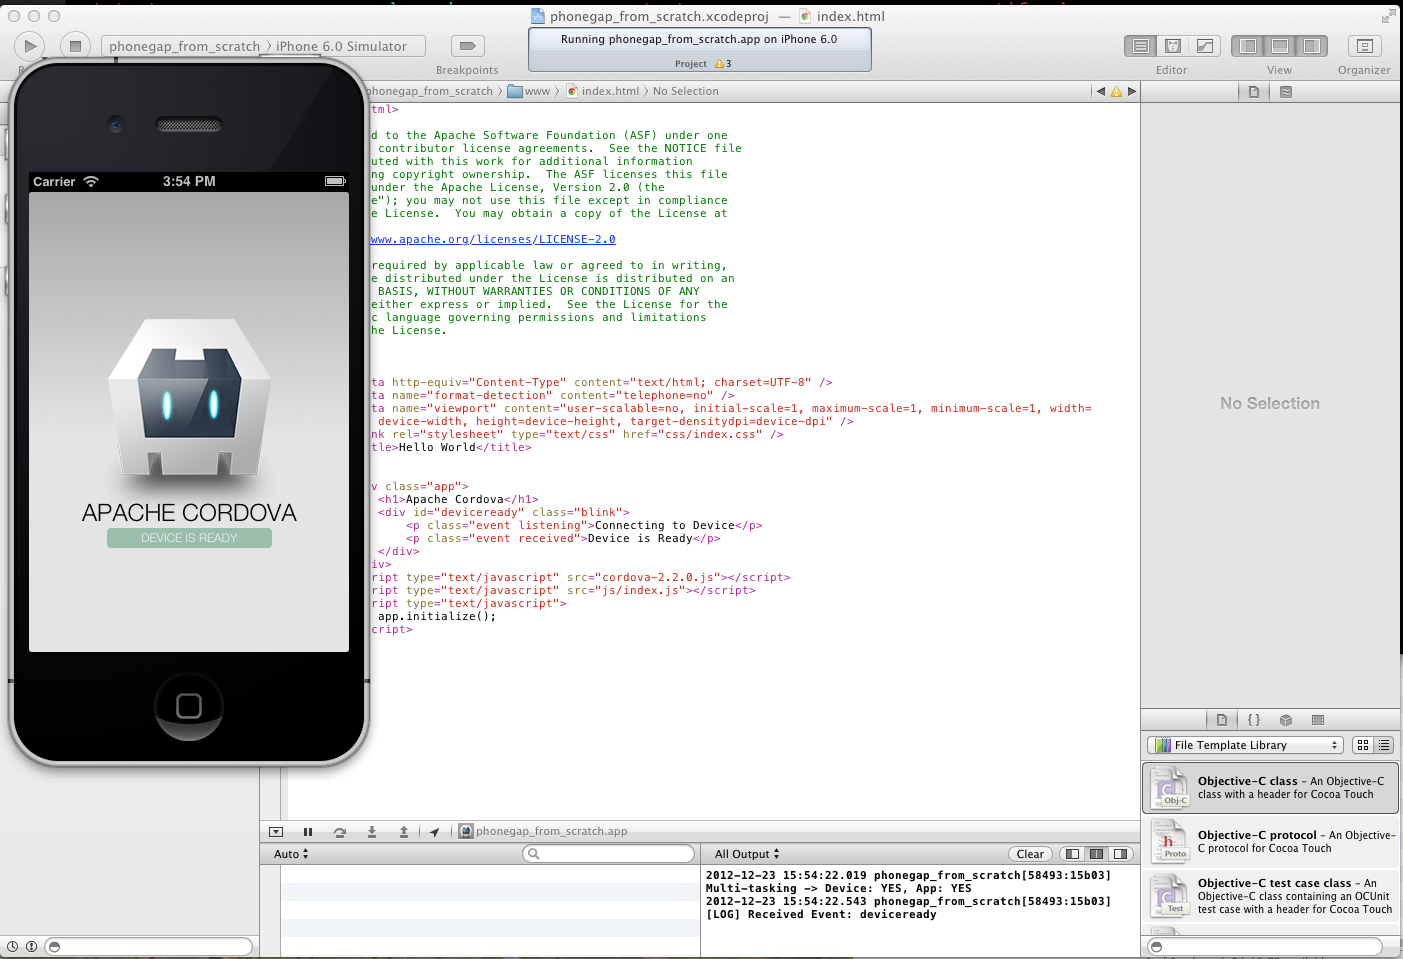 phonegap_from_scratch.xcodeproj — index.html
phonegap_from_scratch iPhone 6.0 Simulator
Breakpoints
Running phonegap_from_scratch.app on iPhone 6.0
Project 3
Editor
View
Organizer
phonegap_from_scratch www index.html No Selection
Carrier
3:54 PM
APACHE CORDOVA
DEVICE IS READY
tml>
d to the Apache Software Foundation (ASF) under one
contributor license agreements.  See the NOTICE file
uted with this work for additional information
ng copyright ownership.  The ASF licenses this file
under the Apache License, Version 2.0 (the
e"); you may not use this file except in compliance
e License.  You may obtain a copy of the License at
www.apache.org/licenses/LICENSE-2.0
required by applicable law or agreed to in writing,
e distributed under the License is distributed on an
BASIS, WITHOUT WARRANTIES OR CONDITIONS OF ANY
either express or implied.  See the License for the
c language governing permissions and limitations
he License.
ta http-equiv="Content-Type" content="text/html; charset=UTF-8" />
ta name="format-detection" content="telephone=no" />
ta name="viewport" content="user-scalable=no, initial-scale=1, maximum-scale=1, minimum-scale=1, width=
device-width, height=device-height, target-densitydpi=device-dpi" />
nk rel="stylesheet" type="text/css" href="css/index.css" />
tle>Hello World</title>
v class="app">
<h1>Apache Cordova</h1>
<div id="deviceready" class="blink">
<p class="event listening">Connecting to Device</p>
<p class="event received">Device is Ready</p>
</div>
iv>
ript type="text/javascript" src="cordova-2.2.0.js"></script>
ript type="text/javascript" src="js/index.js"></script>
ript type="text/javascript">
app.initialize();
cript>
No Selection
File Template Library
Objective-C class - An Objective-C
class with a header for Cocoa Touch
Obj-C
Objective-C protocol - An Objective-
C protocol for Cocoa Touch
Proto
Objective-C test case class - An
Objective-C class containing an OCUnit
test case with a header for Cocoa Touch
Test
phonegap_from_scratch.app
Auto
All Output
Clear
2012-12-23 15:54:22.019 phonegap_from_scratch[58493:15b03]
Multi-tasking -> Device: YES, App: YES
2012-12-23 15:54:22.543 phonegap_from_scratch[58493:15b03]
[LOG] Received Event: deviceready